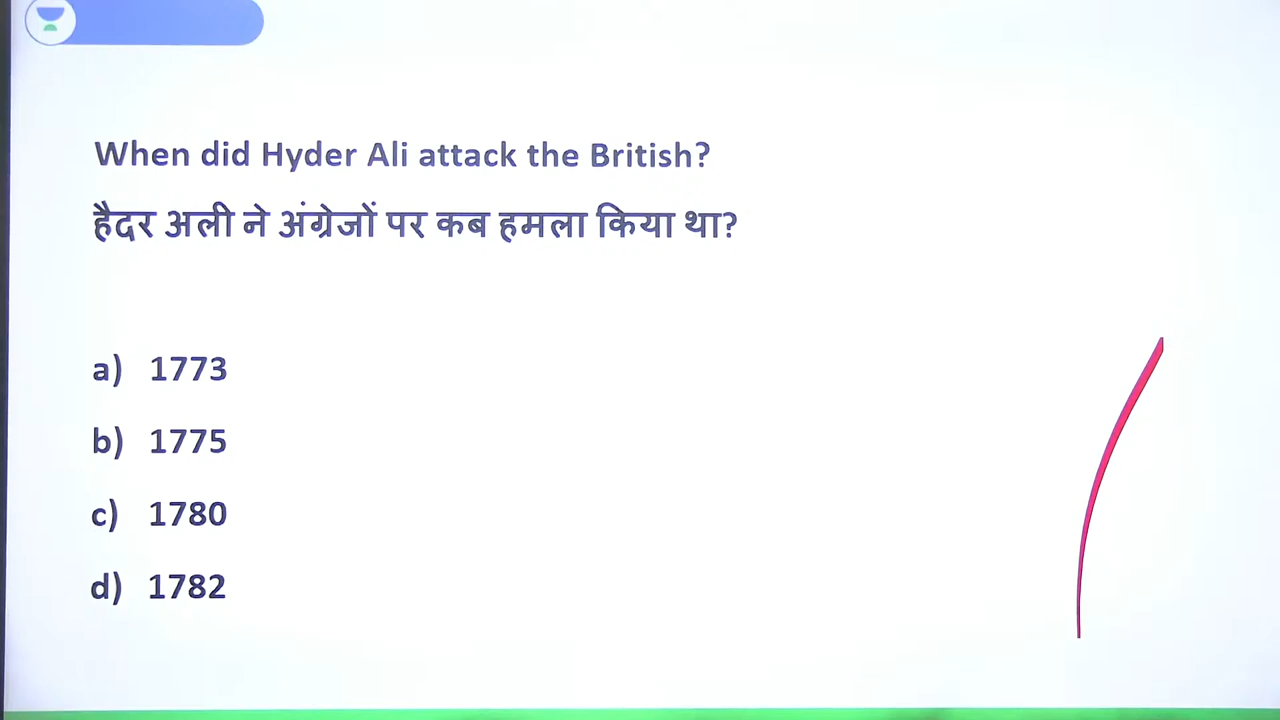 When did Hyder Ali attack the British?
हैदर अली ने अंग्रेजों पर कब हमला किया था?
a) 1773
b) 1775
c) 1780
d) 1782